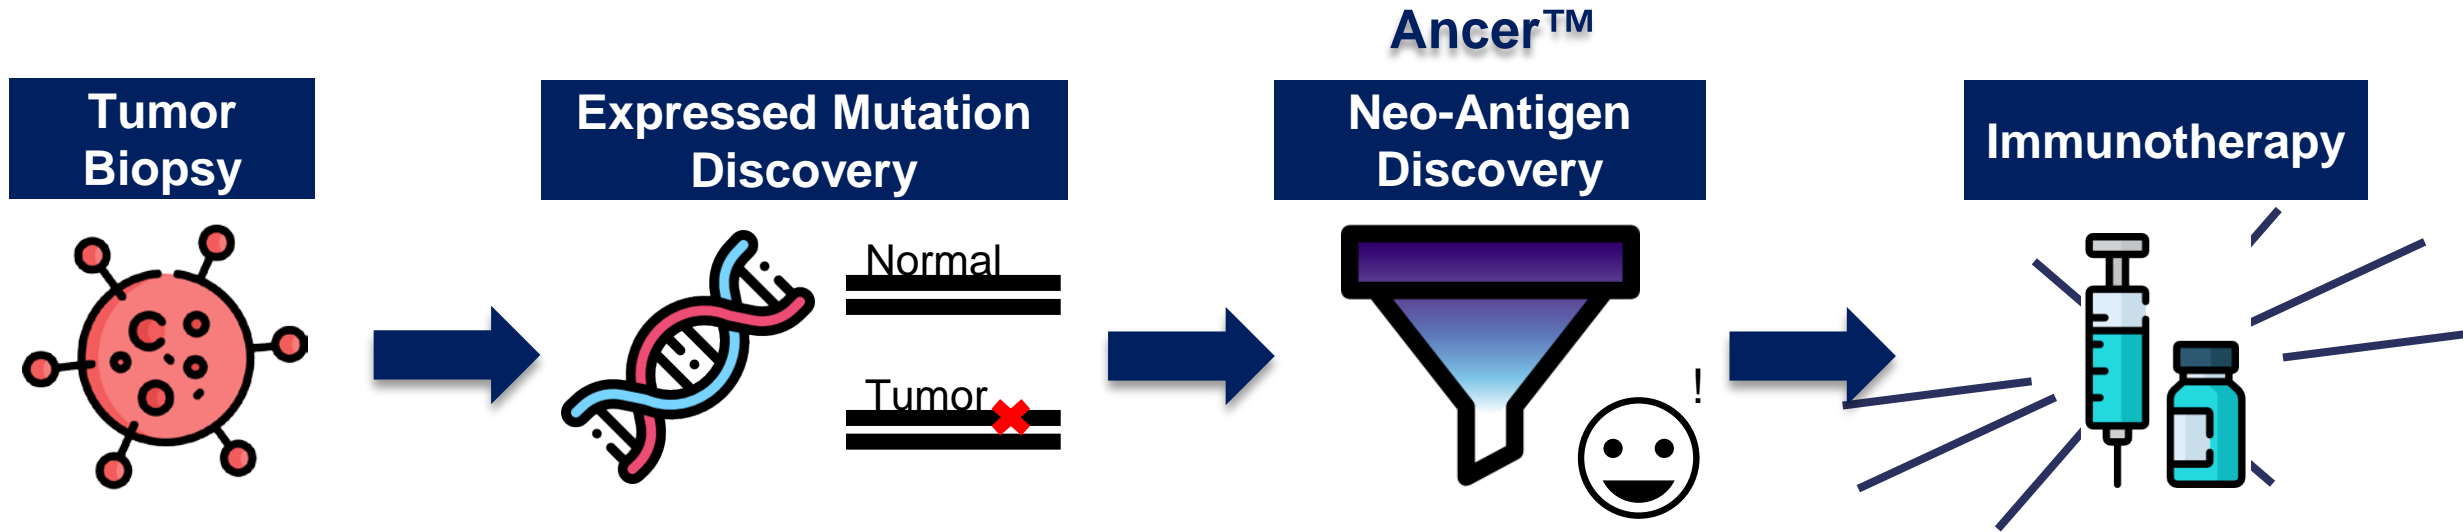 Ancer™
Tumor
Biopsy
Expressed Mutation
Discovery
Neo-Antigen
Discovery
Immunotherapy
Normal
Tumor
!